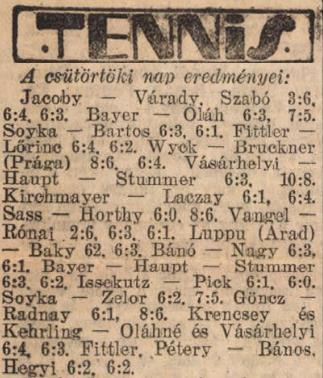 TENNIS.
A csütörtöki nap eredményei:
Jacoby — Várady, Szabó 3:6,
6:4, 6:3. Bayer — Oláh 6:3, 7:5.
Soyka — Bartos 6:3, 6:1. Fittler —
Lőrinc 6:4, 6:2. Wyck — Bruckner
(Prága) 8:6, 6:4. Vásárhelyi —
Haupt — Stummer 6:3, 10:8.
Kirchmayer — Laczay 6:1, 6:4.
Sass — Horthy 6:0, 8:6. Vangel —
Rónai 2:6, 6:3, 6:1. Luppu (Arad)
— Baky 62, 6:3. Bánó — Nagy 6:3,
6:1. Bayer — Haupt — Stummer
6:3, 6:2. Issekutz — Pick 6:1, 6:0.
Soyka — Zelor 6:2, 7:5. Göncz —
Radnay 6:1, 8:6. Krencsey és
Kehrling — Oláhné és Vásárhelyi
6:4, 6:3. Fittler, Pétery — Bános,
Hegyi 6:2, 6:2.